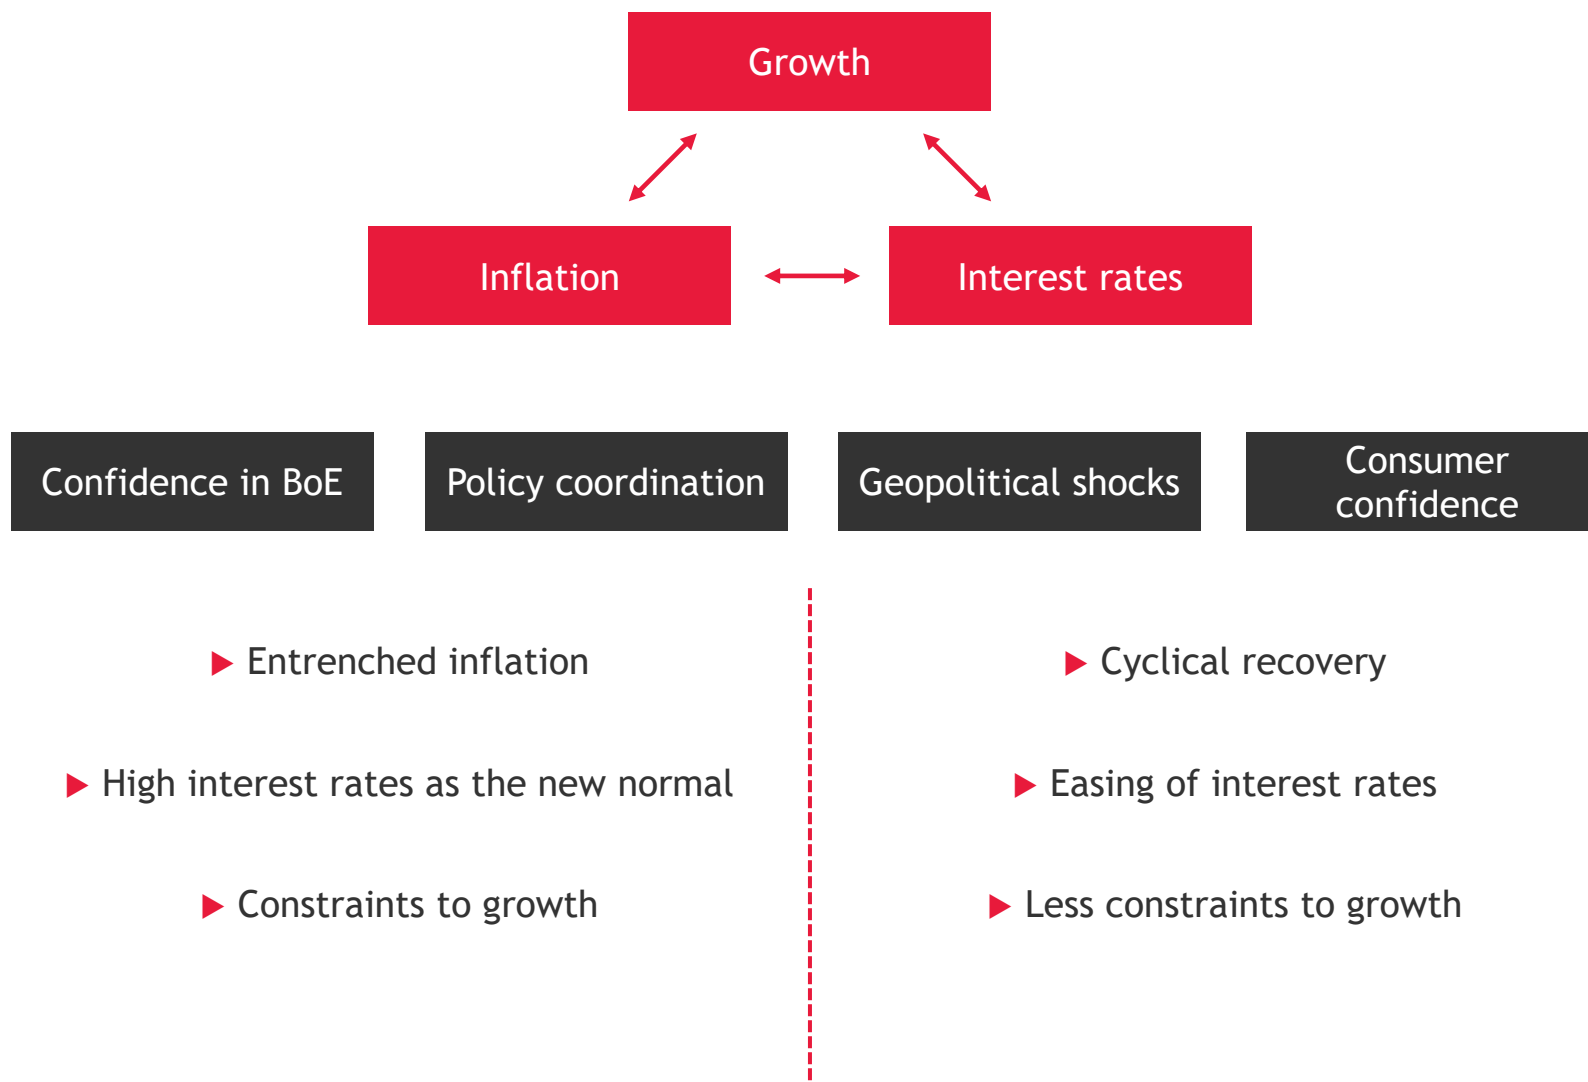 Growth
Inflation
Interest rates
Confidence in BoE
Policy coordination
Geopolitical shocks
Consumer
confidence
Entrenched inflation
High interest rates as the new normal
Constraints to growth
Cyclical recovery
Easing of interest rates
Less constraints to growth